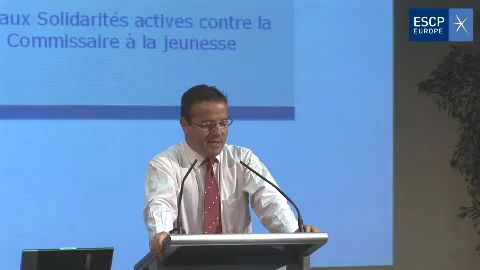 aux Solidarités actives contre la
Commissaire à la jeunesse
ESCP
EUROPE